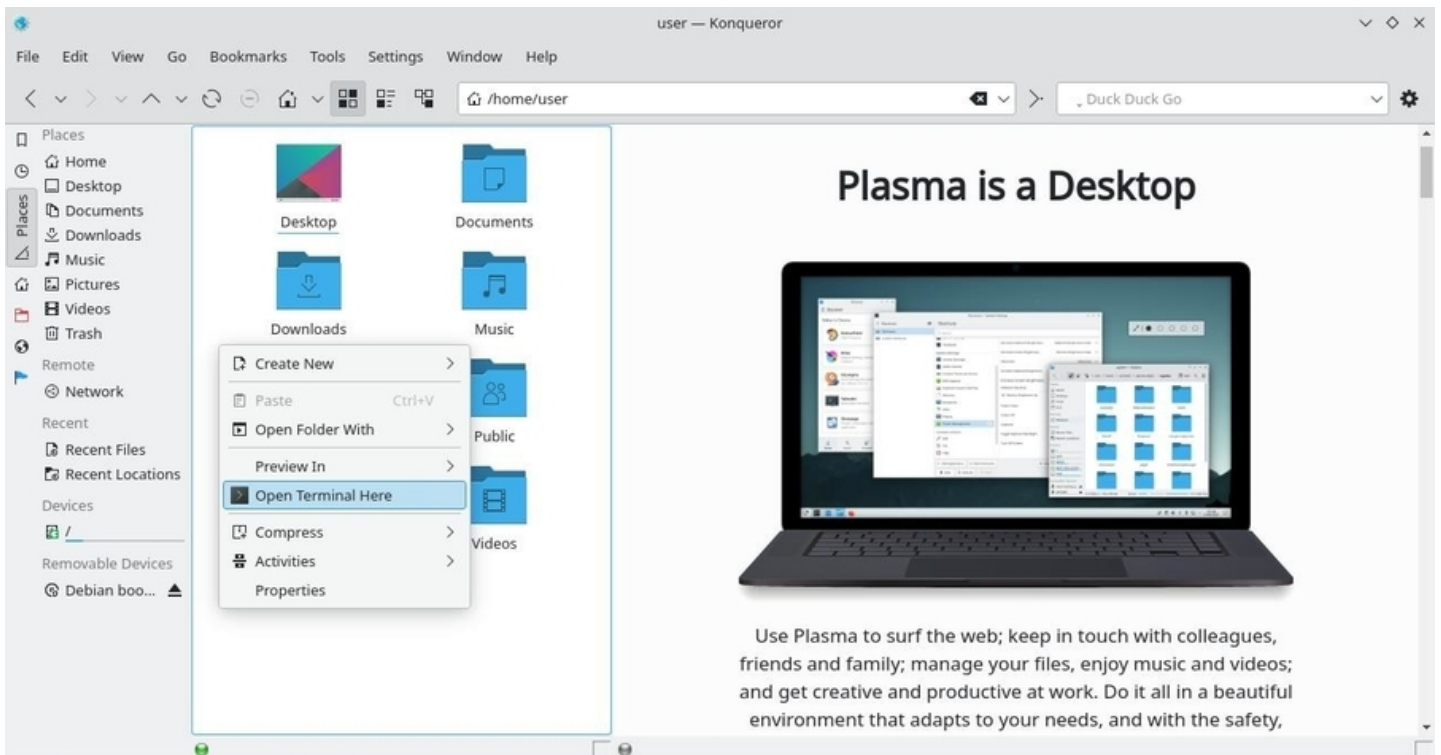 user — Konqueror
File Edit View Go Bookmarks Tools Settings Window Help
/home/user
Duck Duck Go
Places
Places
Home
Desktop
Documents
Downloads
Music
Pictures
Videos
Trash
Remote
Network
Recent
Recent Files
Recent Locations
Devices
/
Removable Devices
Debian boo...
Desktop
Documents
Downloads
Music
Public
Videos
Create New
Paste Ctrl+V
Open Folder With
Preview In
Open Terminal Here
Compress
Activities
Properties
Plasma is a Desktop
Use Plasma to surf the web; keep in touch with colleagues,
friends and family; manage your files, enjoy music and videos;
and get creative and productive at work. Do it all in a beautiful
environment that adapts to your needs, and with the safety,